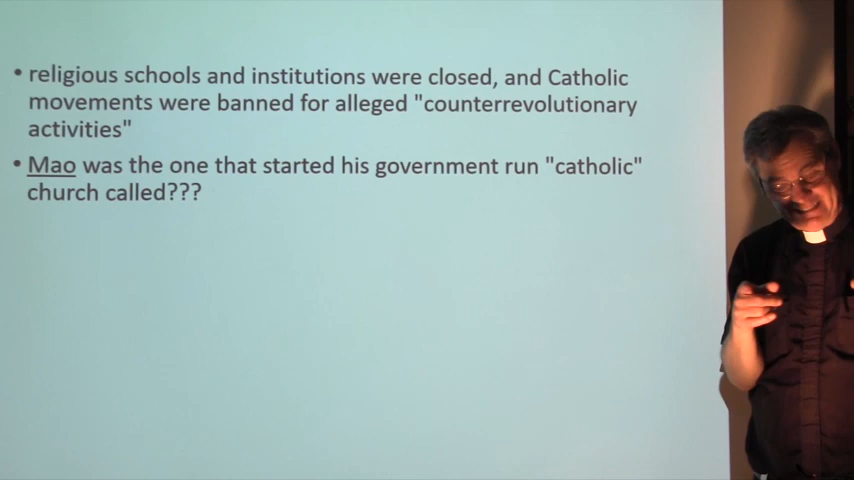 • religious schools and institutions were closed, and Catholic
movements were banned for alleged "counterrevolutionary
activities"
• Mao was the one that started his government run "catholic"
church called???